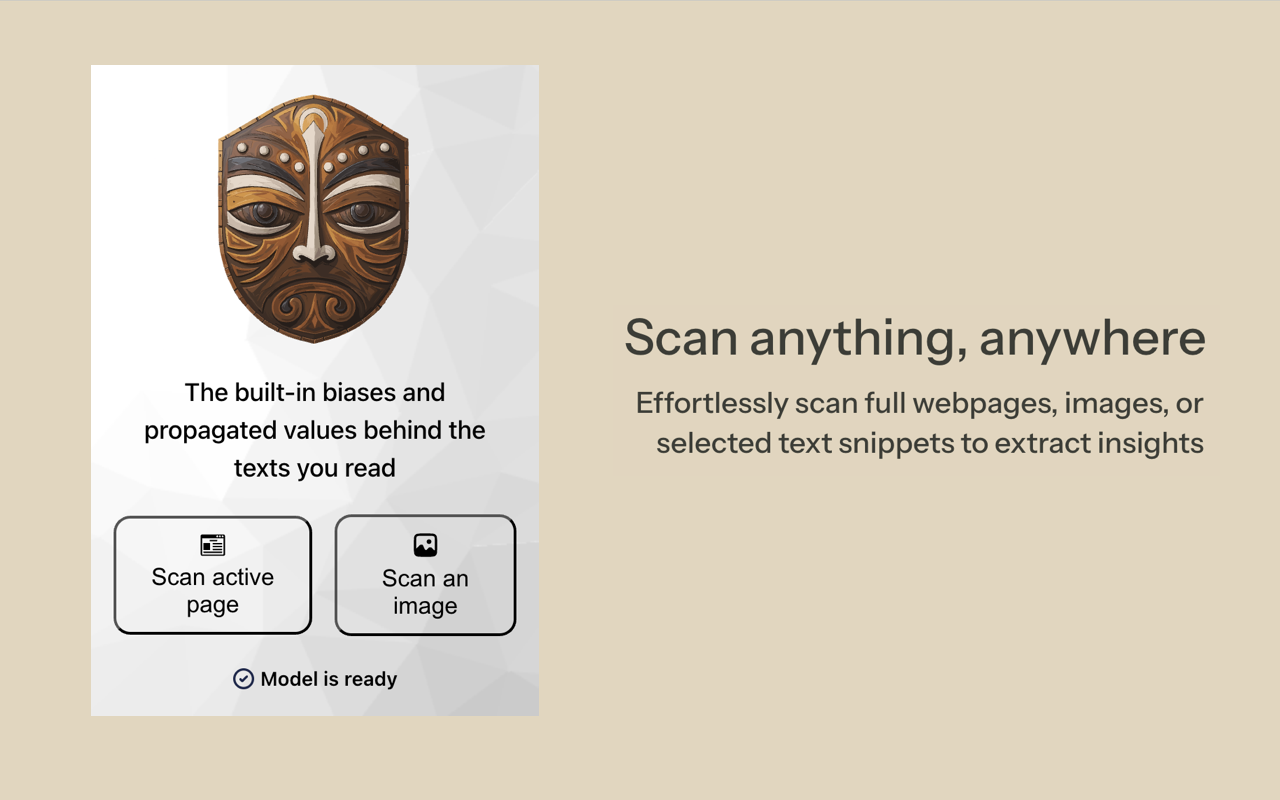 The built-in biases and
propagated values behind the
texts you read
Scan active
page
Scan an
image
Model is ready
Scan anything, anywhere
Effortlessly scan full webpages, images, or
selected text snippets to extract insights